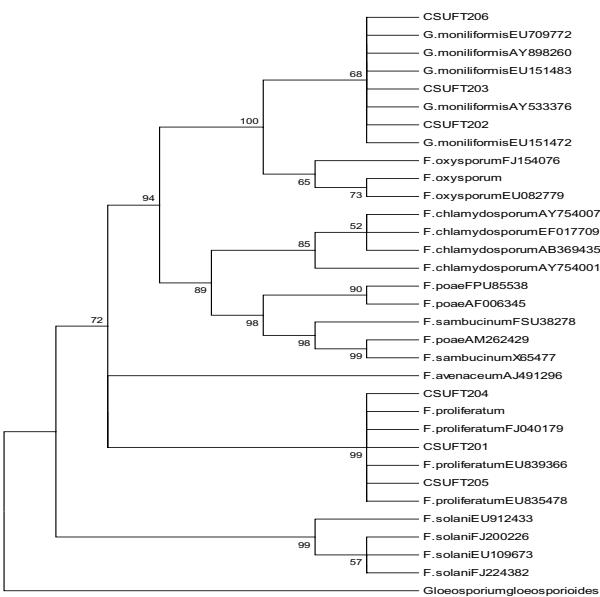 CSUFT206
G.moniliformisEU709772
G.moniliformisAY898260
68
G.moniliformisEU151483
CSUFT203
G.moniliformisAY533376
100
CSUFT202
G.moniliformisEU151472
F.oxysporumFJ154076
65
F.oxysporum
73
F.oxysporumEU082779
94
F.chlamydosporumAY754007
52
F.chlamydosporumEF017709
85
F.chlamydosporumAB369435
F.chlamydosporumAY754001
89
90
F.poaeFPU85538
F.poaeAF006345
72
98
F.sambucinumFSU38278
98
F.poaeAM262429
99
F.sambucinumX65477
F.avenaceumAJ491296
CSUFT204
F.proliferatum
F.proliferatumFJ040179
CSUFT201
99
F.proliferatumEU839366
CSUFT205
F.proliferatumEU835478
F.solaniEU912433
99
F.solaniFJ200226
F.solaniEU109673
57
F.solaniFJ224382
Gloeosporiumgloeosporioides